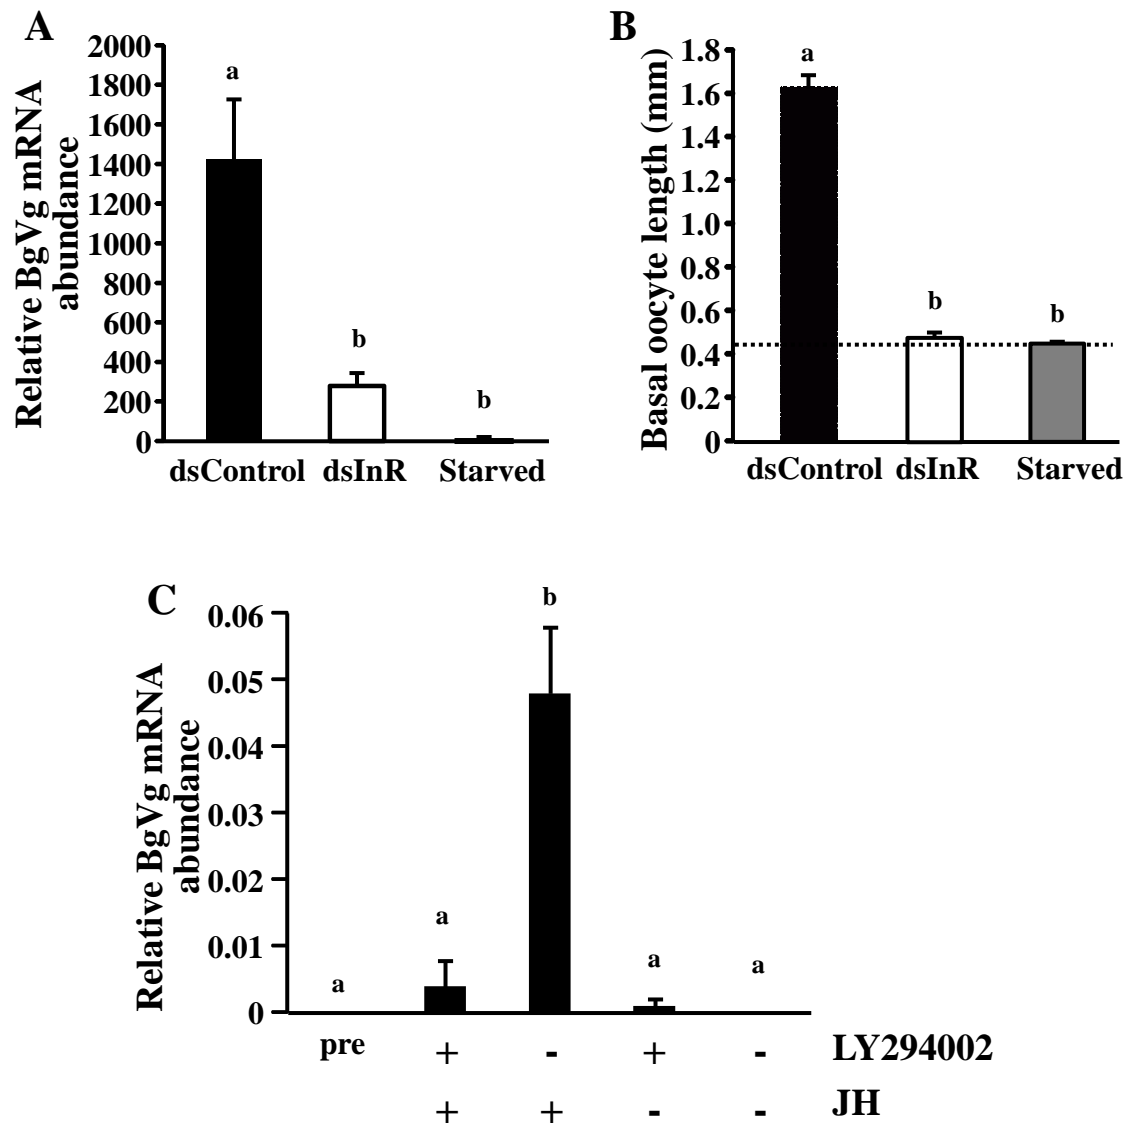 A
Relative BgVg mRNA
abundance
2000
1800
1600
1400
1200
1000
800
600
400
200
0
a
b
b
dsControl dsInR Starved
B
Basal oocyte length (mm)
1.8
1.6
1.4
1.2
1.0
0.8
0.6
0.4
0.2
0
a
b
b
dsControl dsInR Starved
C
Relative BgVg mRNA
abundance
0.06
0.05
0.04
0.03
0.02
0.01
0
a
a
b
a
a
pre + - + - LY294002
+ + - - JH